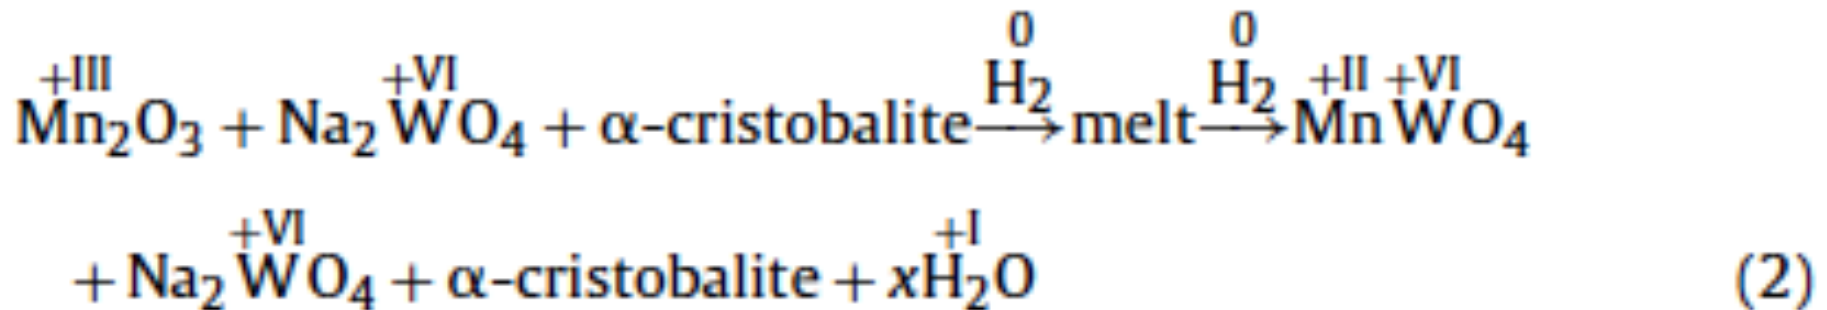 +III +VI 0 0 +II +VI
Mn₂O₃ + Na₂WO₄ + α-cristobalite H₂⟶ melt H₂⟶ MnWO₄
+VI +I
+ Na₂WO₄ + α-cristobalite + xH₂O (2)